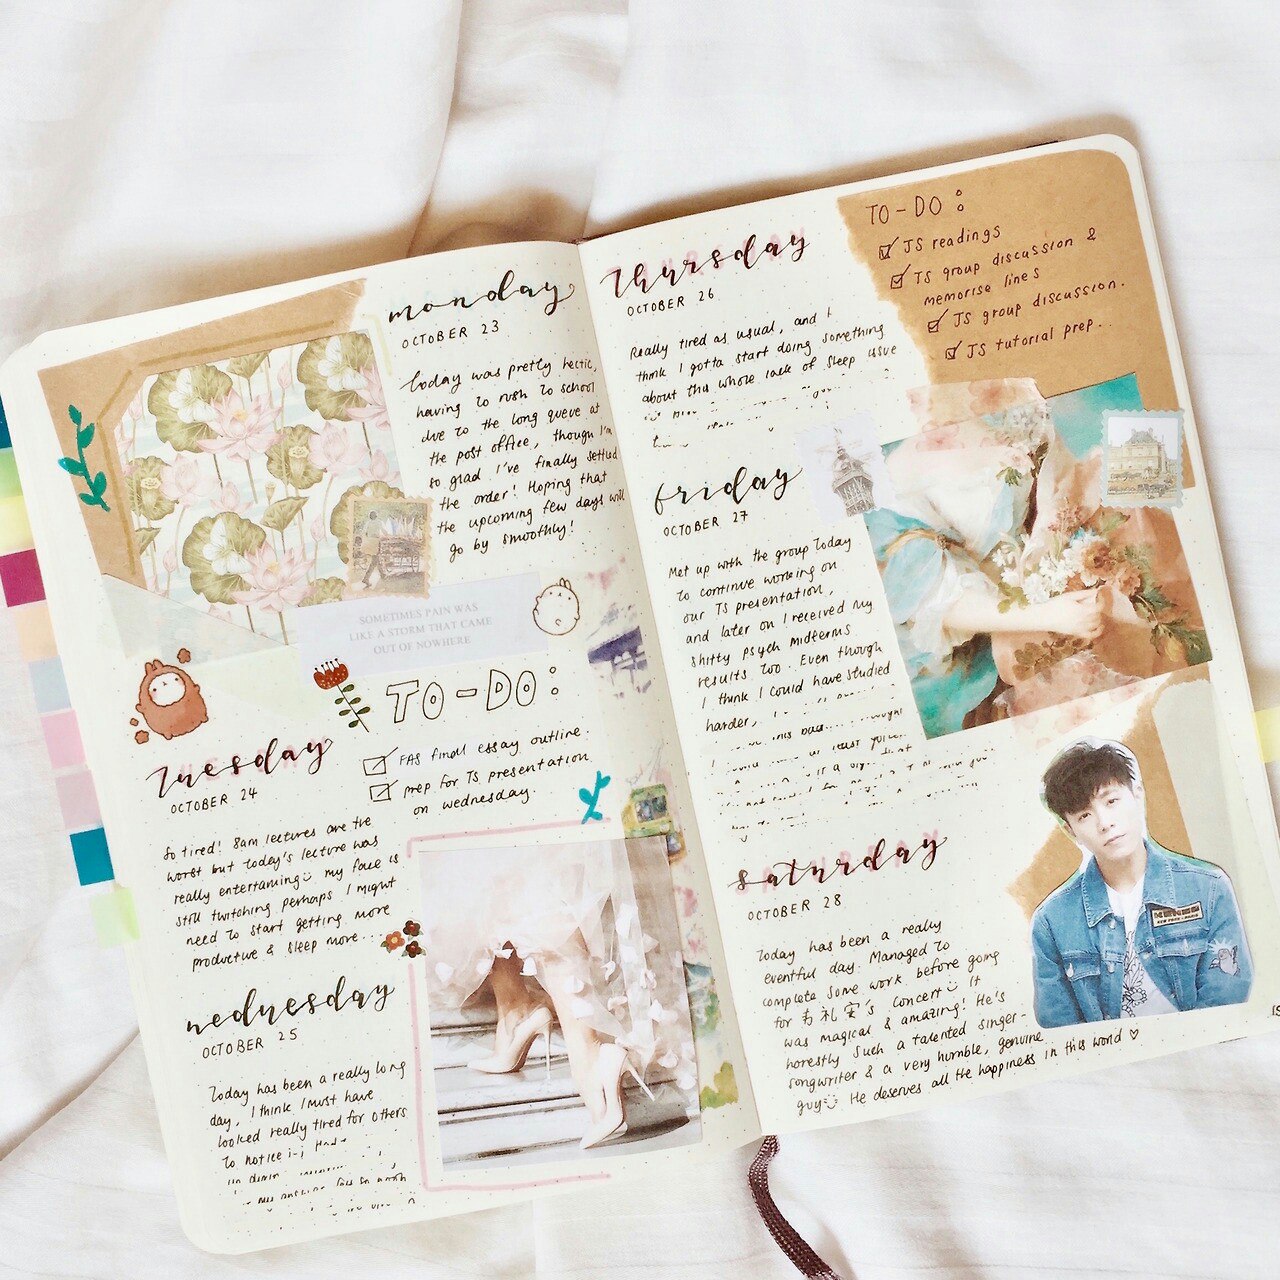 monday
OCTOBER 23
Today was pretty hectic,
having to rush to school
due to the long queue at
the post office, though I'm
so glad I've finally settled
the order! Hoping that
the upcoming few days will
go by smoothly!
SOMETIMES PAIN WAS
LIKE A STORM THAT CAME
OUT OF NOWHERE
TO-DO:
FAS final essay outline.
prep for TS presentation
on wednesday.
Tuesday
OCTOBER 24
So tired! 8am lectures are the
worst but today's lecture was
really entertaining my face is
still twitching perhaps I might
need to start getting more
productive & sleep more...
wednesday
OCTOBER 25
Today has been a really long
day, I think I must have
looked really tired for others
to notice
Thursday
OCTOBER 26
Really tired as usual, and I
think I gotta start doing something
about this whole lack of sleep issue
TO-DO:
JS readings
TS group discussion &
memorise lines
JS group discussion.
JS tutorial prep..
friday
OCTOBER 27
Met up with the group today
to continue working on
our TS presentation,
and later on I received my
shitty psych midterms
results too. Even though
I think I could have studied
harder,
saturday
OCTOBER 28
Today has been a really
eventful day. Managed to
complete some work before going
for 韦礼安's concert It
was magical & amazing! He's
honestly such a talented singer-
songwriter & a very humble, genuine
guy He deserves all the happiness in this world ♡
KENZO
NEW YORK - PARIS